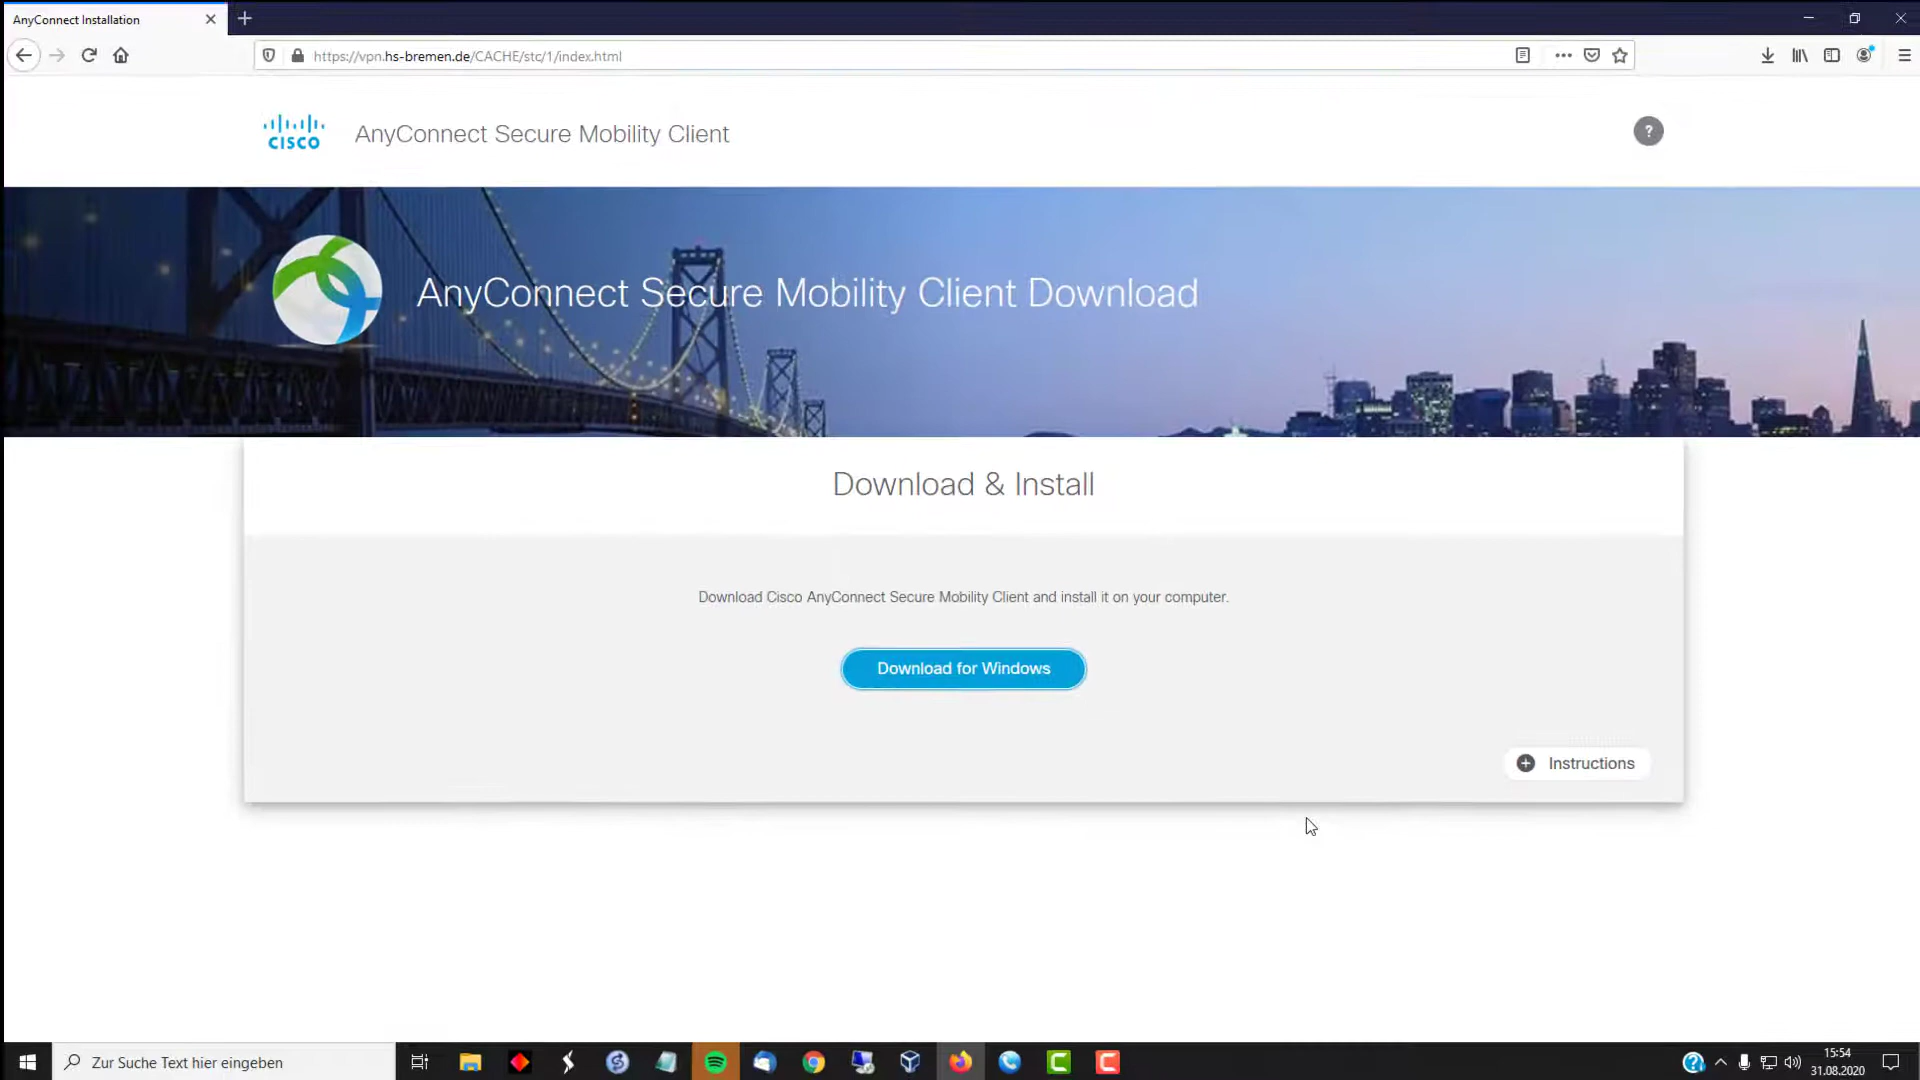 AnyConnect Installation
https://vpn.hs-bremen.de/CACHE/stc/1/index.html
CISCO
AnyConnect Secure Mobility Client
?
AnyConnect Secure Mobility Client Download
Download & Install
Download Cisco AnyConnect Secure Mobility Client and install it on your computer.
Download for Windows
Instructions
Zur Suche Text hier eingeben
15:54
31.08.2020